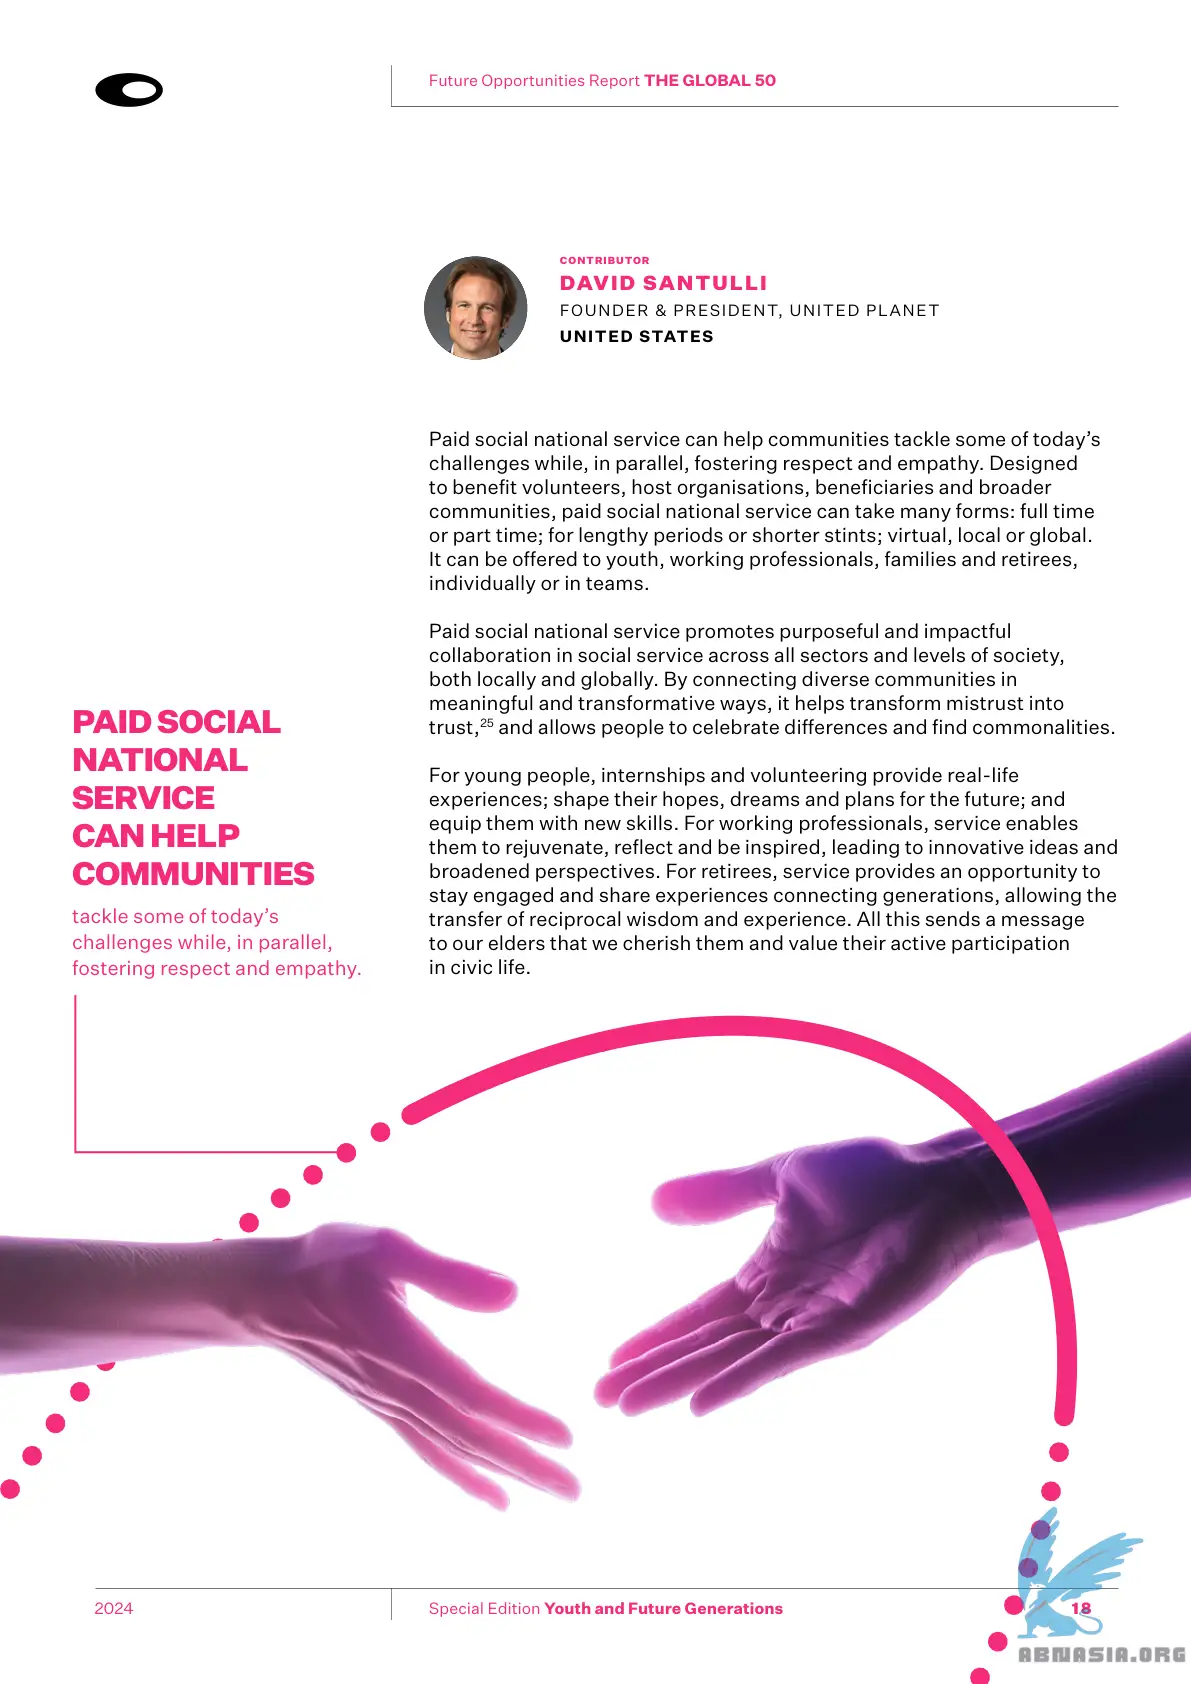 Future Opportunities Report THE GLOBAL 50
CONTRIBUTOR
DAVID SANTULLI
FOUNDER & PRESIDENT, UNITED PLANET
UNITED STATES
Paid social national service can help communities tackle some of today’s
challenges while, in parallel, fostering respect and empathy. Designed
to benefit volunteers, host organisations, beneficiaries and broader
communities, paid social national service can take many forms: full time
or part time; for lengthy periods or shorter stints; virtual, local or global.
It can be offered to youth, working professionals, families and retirees,
individually or in teams.
Paid social national service promotes purposeful and impactful
collaboration in social service across all sectors and levels of society,
both locally and globally. By connecting diverse communities in
meaningful and transformative ways, it helps transform mistrust into
trust,25 and allows people to celebrate differences and find commonalities.
For young people, internships and volunteering provide real-life
experiences; shape their hopes, dreams and plans for the future; and
equip them with new skills. For working professionals, service enables
them to rejuvenate, reflect and be inspired, leading to innovative ideas and
broadened perspectives. For retirees, service provides an opportunity to
stay engaged and share experiences connecting generations, allowing the
transfer of reciprocal wisdom and experience. All this sends a message
to our elders that we cherish them and value their active participation
in civic life.
PAID SOCIAL
NATIONAL
SERVICE
CAN HELP
COMMUNITIES
tackle some of today’s
challenges while, in parallel,
fostering respect and empathy.
2024
Special Edition Youth and Future Generations
18
ABNASIA.ORG